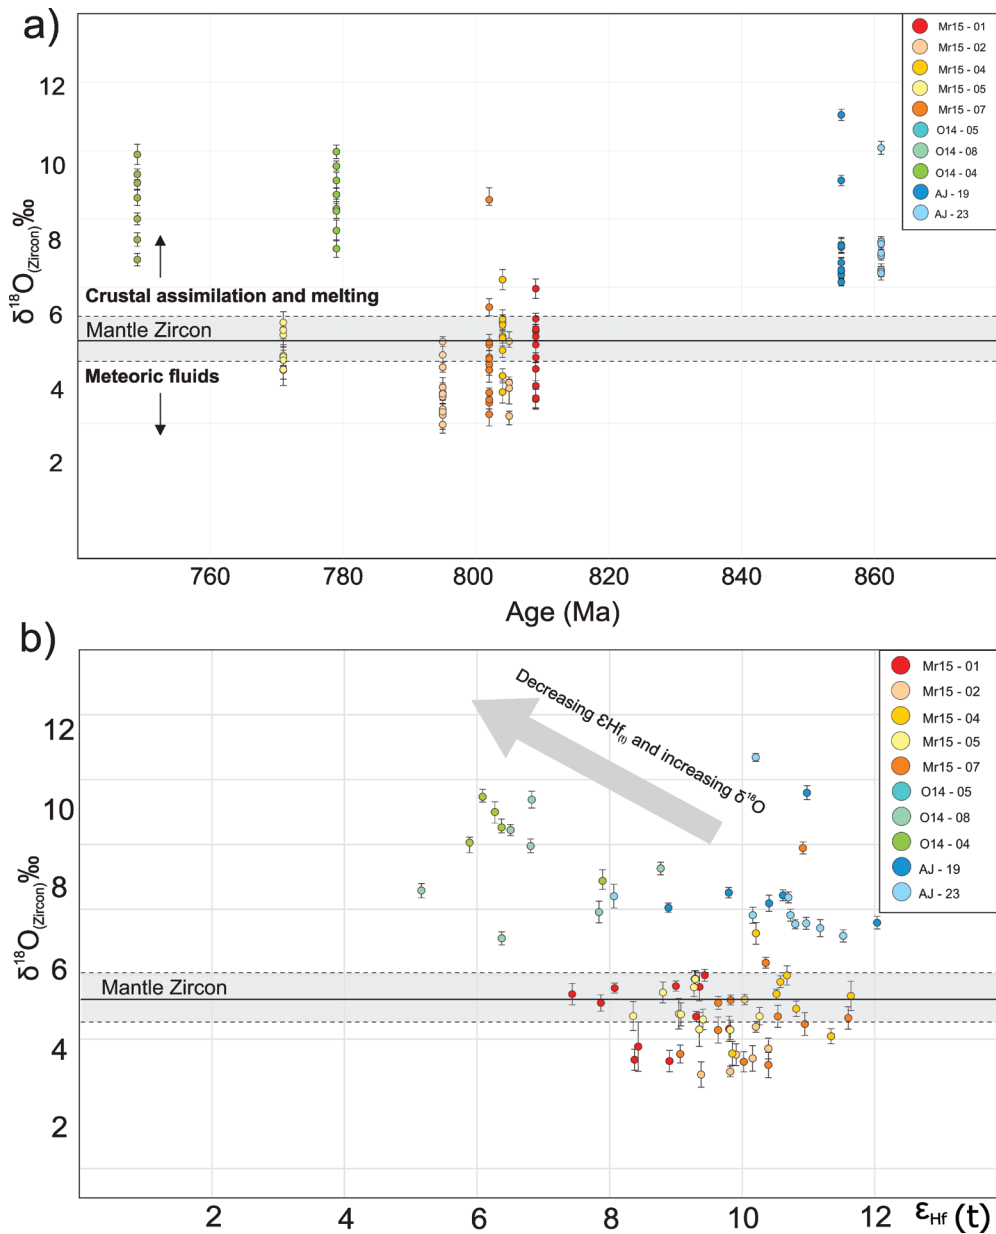 a)
12
10
8
6
4
2
δ18O(Zircon)‰
Crustal assimilation and melting
Mantle Zircon
Meteoric fluids
Mr15 - 01
Mr15 - 02
Mr15 - 04
Mr15 - 05
Mr15 - 07
O14 - 05
O14 - 08
O14 - 04
AJ - 19
AJ - 23
760
780
800
820
840
860
Age (Ma)
b)
12
10
8
6
4
2
δ18O(Zircon)‰
Decreasing ƐHf(t) and increasing δ18O
Mantle Zircon
Mr15 - 01
Mr15 - 02
Mr15 - 04
Mr15 - 05
Mr15 - 07
O14 - 05
O14 - 08
O14 - 04
AJ - 19
AJ - 23
2
4
6
8
10
12
εHf (t)